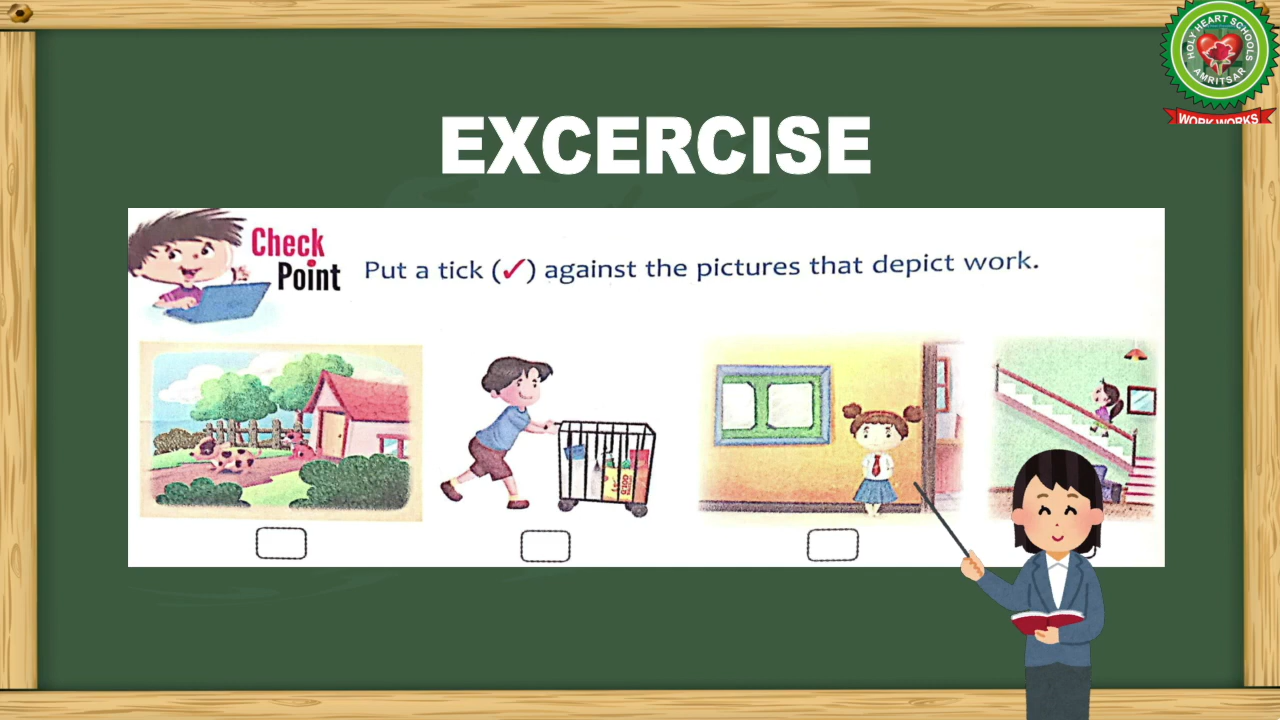 HOLY HEART SCHOOLS
AMRITSAR
WORK WORKS
EXCERCISE
Check
Point
Put a tick (✓) against the pictures that depict work.